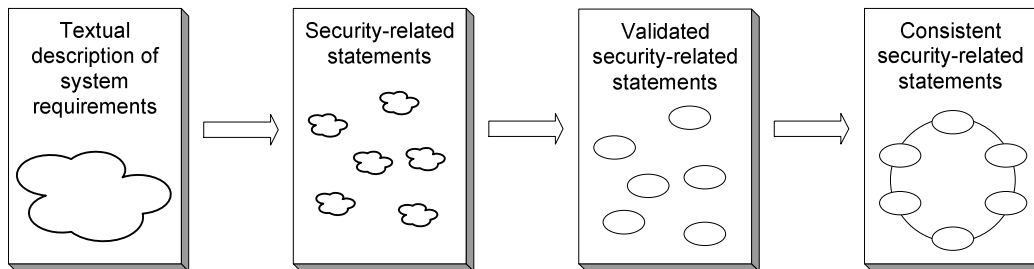 Textual
description of
system
requirements
Security-related
statements
Validated
security-related
statements
Consistent
security-related
statements